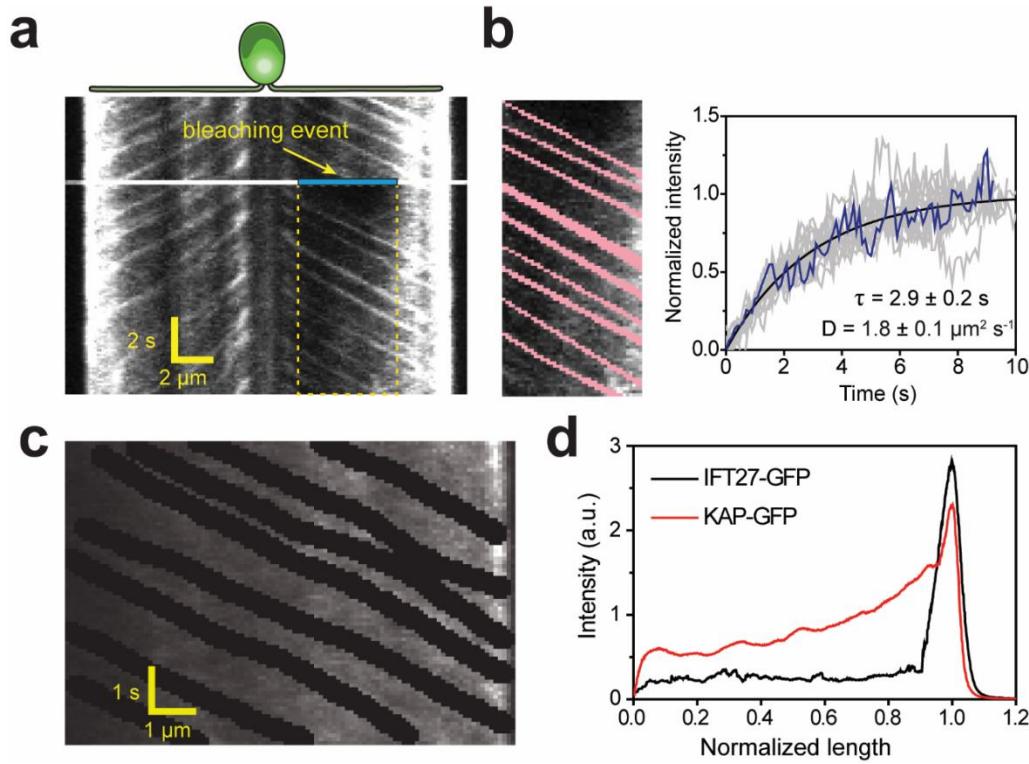 a
bleaching event
2 s
2 µm
b
Normalized intensity
1.5
1.0
0.5
0.0
τ = 2.9 ± 0.2 s
D = 1.8 ± 0.1 µm² s⁻¹
0 2 4 6 8 10
Time (s)
c
1 s
1 µm
d
Intensity (a.u.)
3
2
1
0
IFT27-GFP
KAP-GFP
0.0 0.2 0.4 0.6 0.8 1.0 1.2
Normalized length